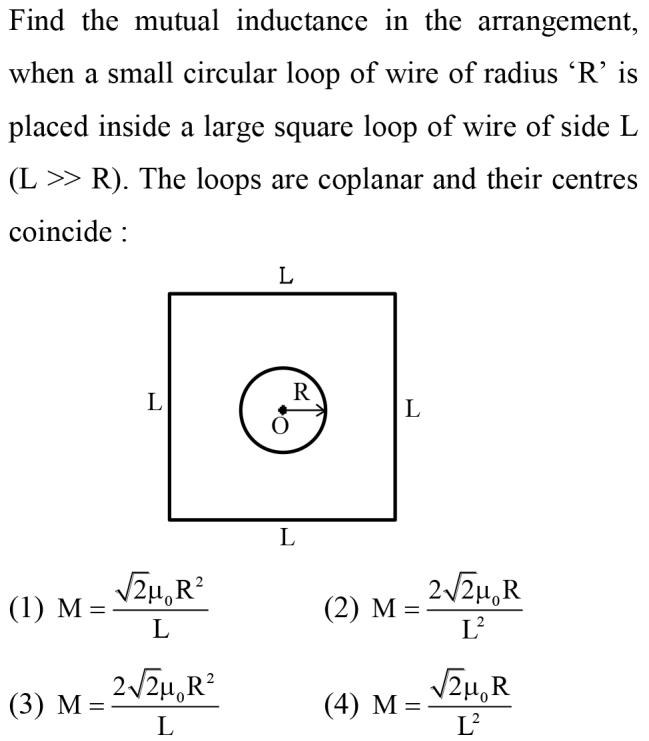 Find the mutual inductance in the arrangement,
when a small circular loop of wire of radius ‘R’ is
placed inside a large square loop of wire of side L
(L >> R). The loops are coplanar and their centres
coincide :
L
L
R
O
L
L
(1) M = √2μ₀R²/L (2) M = 2√2μ₀R/L²
(3) M = 2√2μ₀R²/L (4) M = √2μ₀R/L²